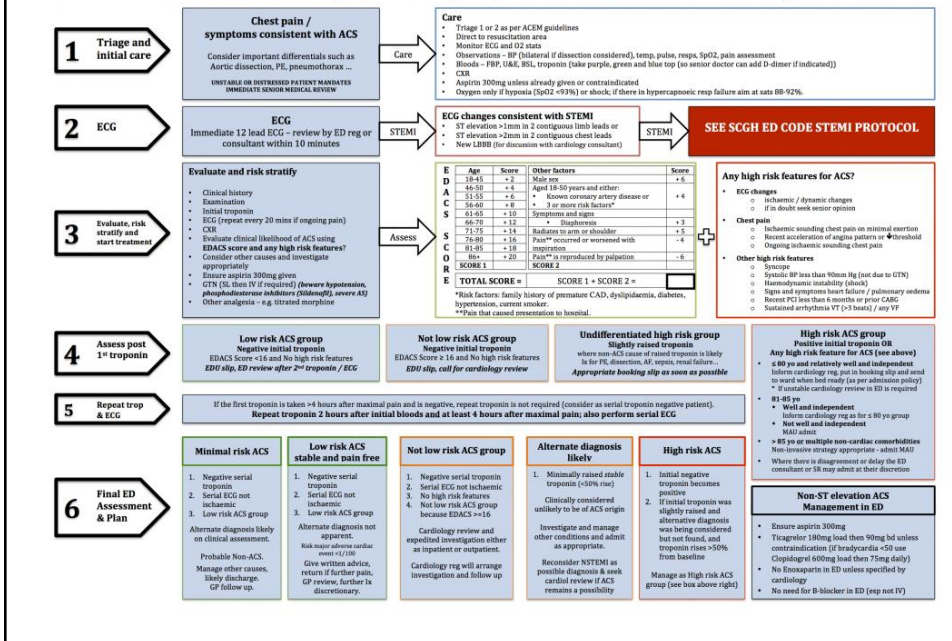 1
Triage and
initial care
Chest pain /
symptoms consistent with ACS
Consider important differentials such as
Aortic dissection, PE, pneumothorax ...
UNSTABLE OR DISTRESSED PATIENT MANDATES
IMMEDIATE SENIOR MEDICAL REVIEW
Care
Care
• Triage 1 or 2 as per ACEM guidelines
• Direct to resuscitation area
• Monitor ECG and O2 stats
• Observations – BP (bilateral if dissection considered), temp, pulse, resps, SpO2, pain assessment
• Bloods – FBP, U&E, BSL, troponin (take purple, green and blue top (so senior doctor can add D-dimer if indicated))
• CXR
• Aspirin 300mg unless already given or contraindicated
• Oxygen only if hypoxia (SpO2 <93%) or shock; if there in hypercapnoeic resp failure aim at sats 88-92%.
2
ECG
ECG
Immediate 12 lead ECG – review by ED reg or
consultant within 10 minutes
STEMI
ECG changes consistent with STEMI
• ST elevation >1mm in 2 contiguous limb leads or
• ST elevation >2mm in 2 contiguous chest leads
• New LBBB (for discussion with cardiology consultant)
STEMI
SEE SCGH ED CODE STEMI PROTOCOL
3
Evaluate, risk
stratify and
start treatment
Evaluate and risk stratify
• Clinical history
• Examination
• Initial troponin
• ECG (repeat every 20 mins if ongoing pain)
• CXR
• Evaluate clinical likelihood of ACS using
EDACS score and any high risk features?
• Consider other causes and investigate
appropriately
• Ensure aspirin 300mg given
• GTN (SL then IV if required) (beware hypotension,
phosphodiesterase inhibitors (Sildenafil), severe AS)
• Other analgesia – e.g. titrated morphine
Assess
EDACS SCORE
Age Score Other factors Score
18-45 + 2 Male sex + 6
46-50 + 4 Aged 18-50 years and either:
51-55 + 6 • Known coronary artery disease or + 4
56-60 + 8 • 3 or more risk factors*
61-65 + 10 Symptoms and signs
66-70 + 12 • Diaphoresis + 3
71-75 + 14 Radiates to arm or shoulder + 5
76-80 + 16 Pain** occurred or worsened with - 4
81-85 + 18 inspiration
86+ + 20 Pain** is reproduced by palpation - 6
SCORE 1 SCORE 2
TOTAL SCORE = SCORE 1 + SCORE 2 =
*Risk factors: family history of premature CAD, dyslipidaemia, diabetes,
hypertension, current smoker.
**Pain that caused presentation to hospital.
Any high risk features for ACS?
• ECG changes
o ischaemic / dynamic changes
o if in doubt seek senior opinion
• Chest pain
o Ischaemic sounding chest pain on minimal exertion
o Recent acceleration of angina pattern or ↓threshold
o Ongoing ischaemic sounding chest pain
• Other high risk features
o Syncope
o Systolic BP less than 90mm Hg (not due to GTN)
o Haemodynamic instability (shock)
o Signs and symptoms heart failure / pulmonary oedema
o Recent PCI less than 6 months or prior CABG
o Sustained arrhythmia VT (>3 beats) / any VF
4
Assess post
1st troponin
Low risk ACS group
Negative initial troponin
EDACS Score <16 and No high risk features
EDU slip, ED review after 2nd troponin / ECG
Not low risk ACS group
Negative initial troponin
EDACS Score ≥ 16 and No high risk features
EDU slip, call for cardiology review
Undifferentiated high risk group
Slightly raised troponin
where non-ACS cause of raised troponin is likely
Ix for PE, dissection, AF, sepsis, renal failure...
Appropriate booking slip as soon as possible
High risk ACS group
Positive initial troponin OR
Any high risk feature for ACS (see above)
• ≤ 80 yo and relatively well and independent
Inform cardiology reg, put in booking slip and send
to ward when bed ready (as per admission policy)
* If unstable cardiology review in ED is required
• 81-85 yo
• Well and independent
Inform cardiology reg as for ≤ 80 yo group
• Not well and independent
MAU admit
• > 85 yo or multiple non-cardiac comorbidities
Non-invasive strategy appropriate - admit MAU
• Where there is disagreement or delay the ED
consultant or SR may admit at their discretion
5
Repeat trop
& ECG
If the first troponin is taken >4 hours after maximal pain and is negative, repeat troponin is not required (consider as serial troponin negative patient).
Repeat troponin 2 hours after initial bloods and at least 4 hours after maximal pain; also perform serial ECG
6
Final ED
Assessment
& Plan
Minimal risk ACS
1. Negative serial
troponin
2. Serial ECG not
ischaemic
3. Low risk ACS group
Alternate diagnosis likely
on clinical assessment.
Probable Non-ACS.
Manage other causes,
likely discharge.
GP follow up.
Low risk ACS
stable and pain free
1. Negative serial
troponin
2. Serial ECG not
ischaemic
3. Low risk ACS group
Alternate diagnosis not
apparent.
Risk major adverse cardiac
event <1/100
Give written advice,
return if further pain,
GP review, further Ix
discretionary.
Not low risk ACS group
1. Negative serial troponin
2. Serial ECG not ischaemic
3. No high risk features
4. Not low risk ACS group
because EDACS >=16
Cardiology review and
expedited investigation either
as inpatient or outpatient.
Cardiology reg will arrange
investigation and follow up
Alternate diagnosis
likely
1. Minimally raised stable
troponin (<50% rise)
Clinically considered
unlikely to be of ACS origin
Investigate and manage
other conditions and admit
as appropriate.
Reconsider NSTEMI as
possible diagnosis & seek
cardiol review if ACS
remains a possibility
High risk ACS
1. Initial negative
troponin becomes
positive
2. If initial troponin was
slightly raised and
alternative diagnosis
was being considered
but not found, and
troponin rises >50%
from baseline
Manage as High risk ACS
group (see box above right)
Non-ST elevation ACS
Management in ED
• Ensure aspirin 300mg
• Ticagrelor 180mg load then 90mg bd unless
contraindication (if bradycardia <50 use
Clopidogrel 600mg load then 75mg daily)
• No Enoxaparin in ED unless specified by
cardiology
• No need for B-blocker in ED (esp not IV)